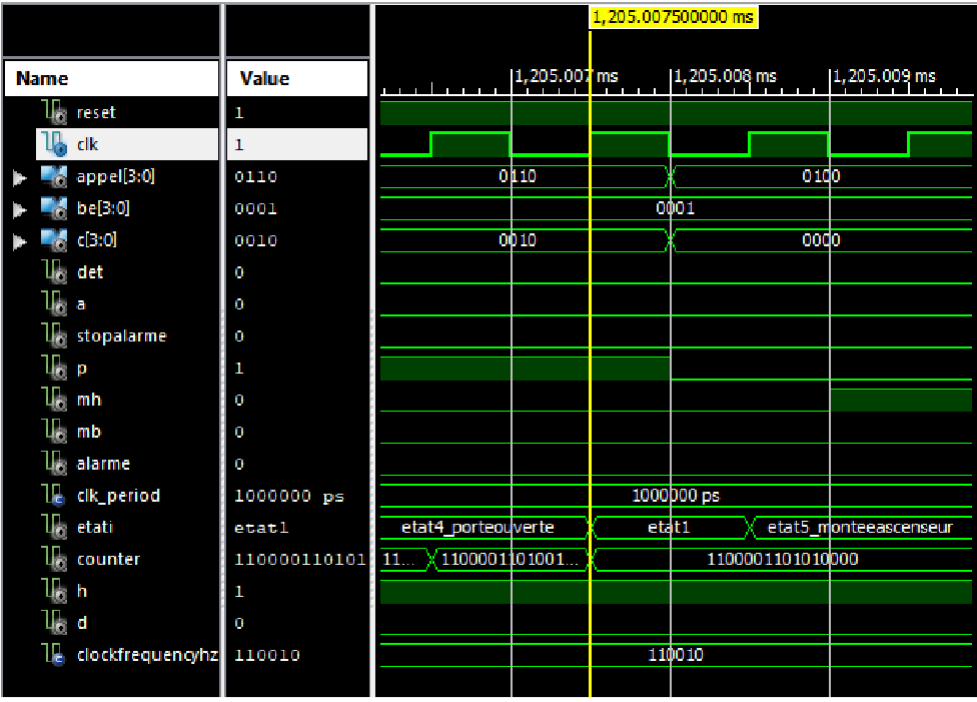 1,205.007500000 ms
Name Value 1,205.007 ms 1,205.008 ms 1,205.009 ms
reset 1
clk 1
appel[3:0] 0110 0110 0100
be[3:0] 0001 0001
c[3:0] 0010 0010 0000
det 0
a 0
stopalarme 0
p 1
mh 0
mb 0
alarme 0
clk_period 1000000 ps 1000000 ps
etati etat1 etat4_porteouverte etat1 etat5_monteeascenseur
counter 110000110101 11... 1100001101001... 1100001101010000
h 1
d 0
clockfrequencyhz 110010 110010